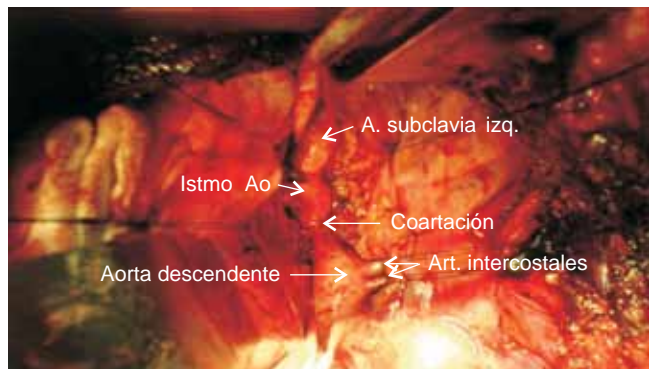 A. subclavia izq.
Istmo Ao
Coartación
Art. intercostales
Aorta descendente